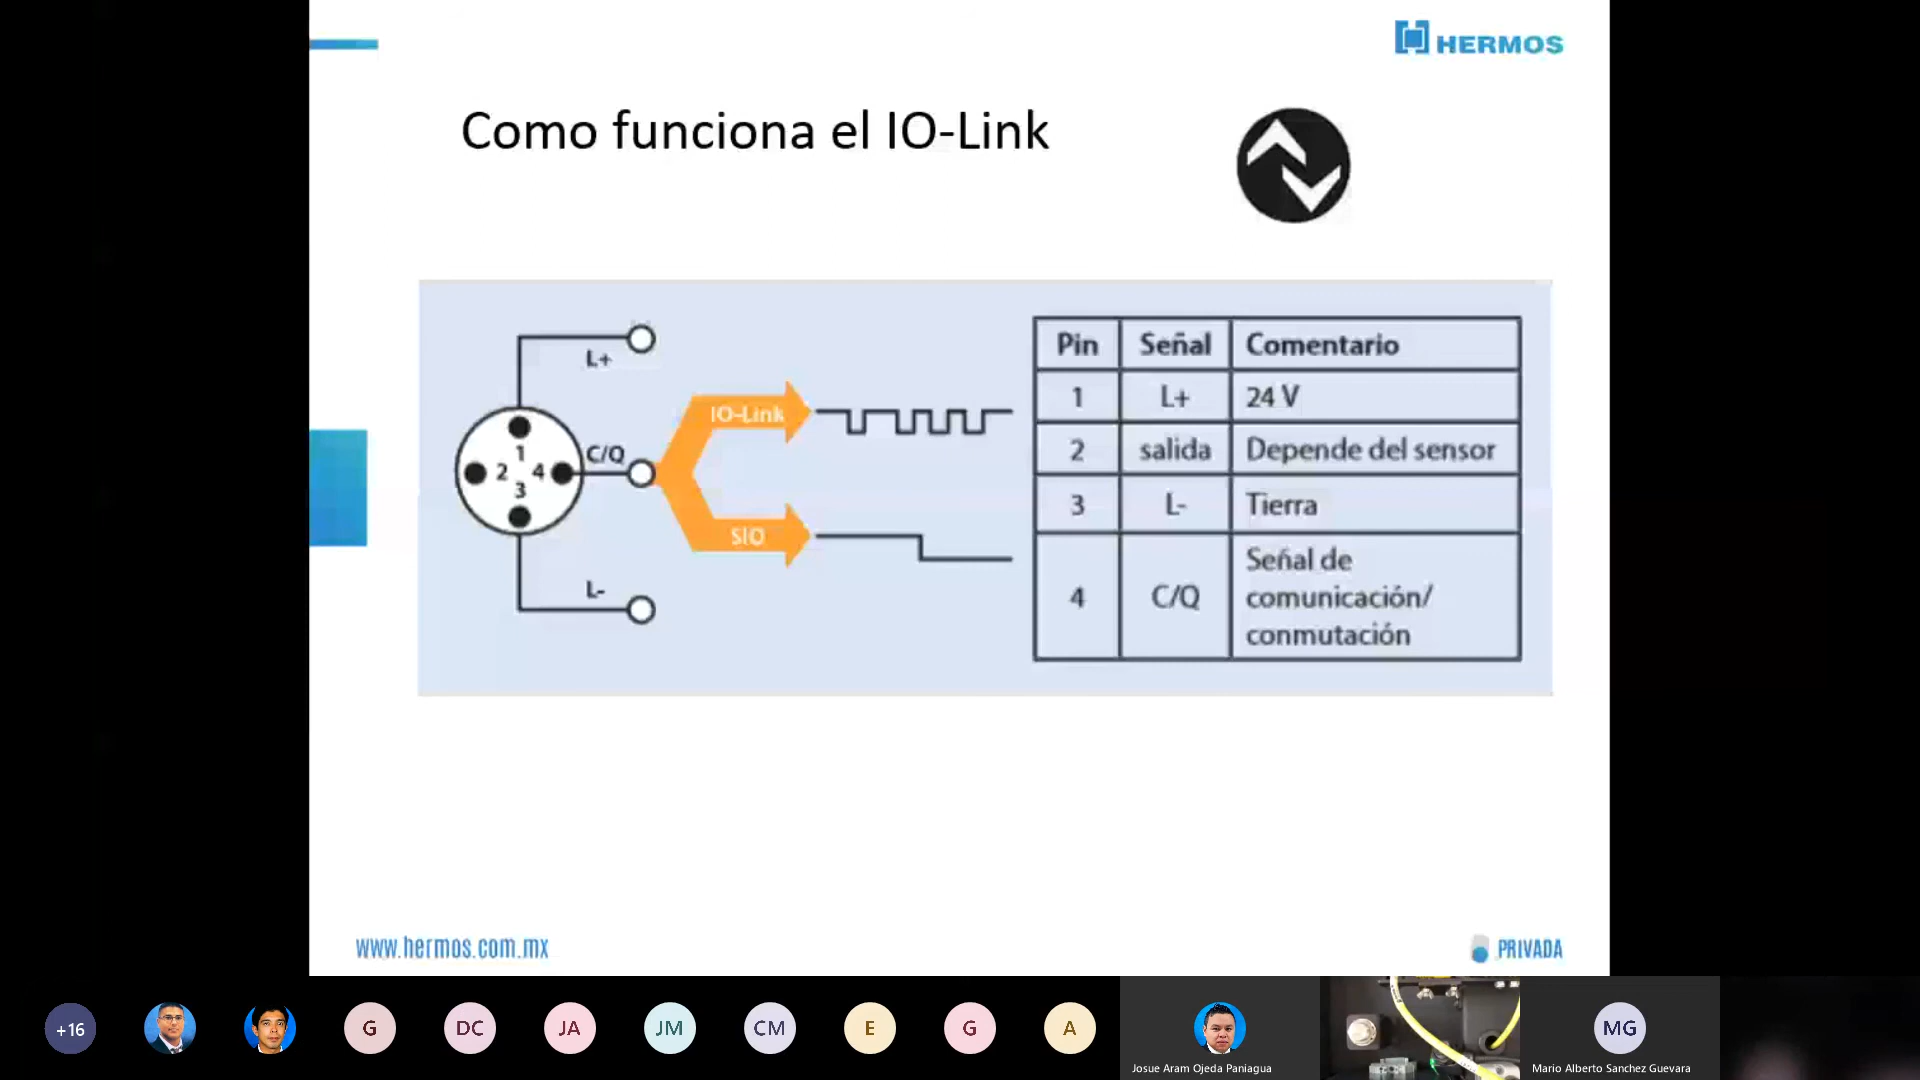 HERMOS
Como funciona el IO-Link
L+
C/Q
L-
1
2
4
3
IO-Link
SIO
Pin Señal Comentario
1 L+ 24 V
2 salida Depende del sensor
3 L- Tierra
4 C/Q Señal de
comunicación/
conmutación
www.hermos.com.mx
PRIVADA
+16
G
DC
JA
JM
CM
E
G
A
MG
Josue Aram Ojeda Paniagua
Mario Alberto Sanchez Guevara